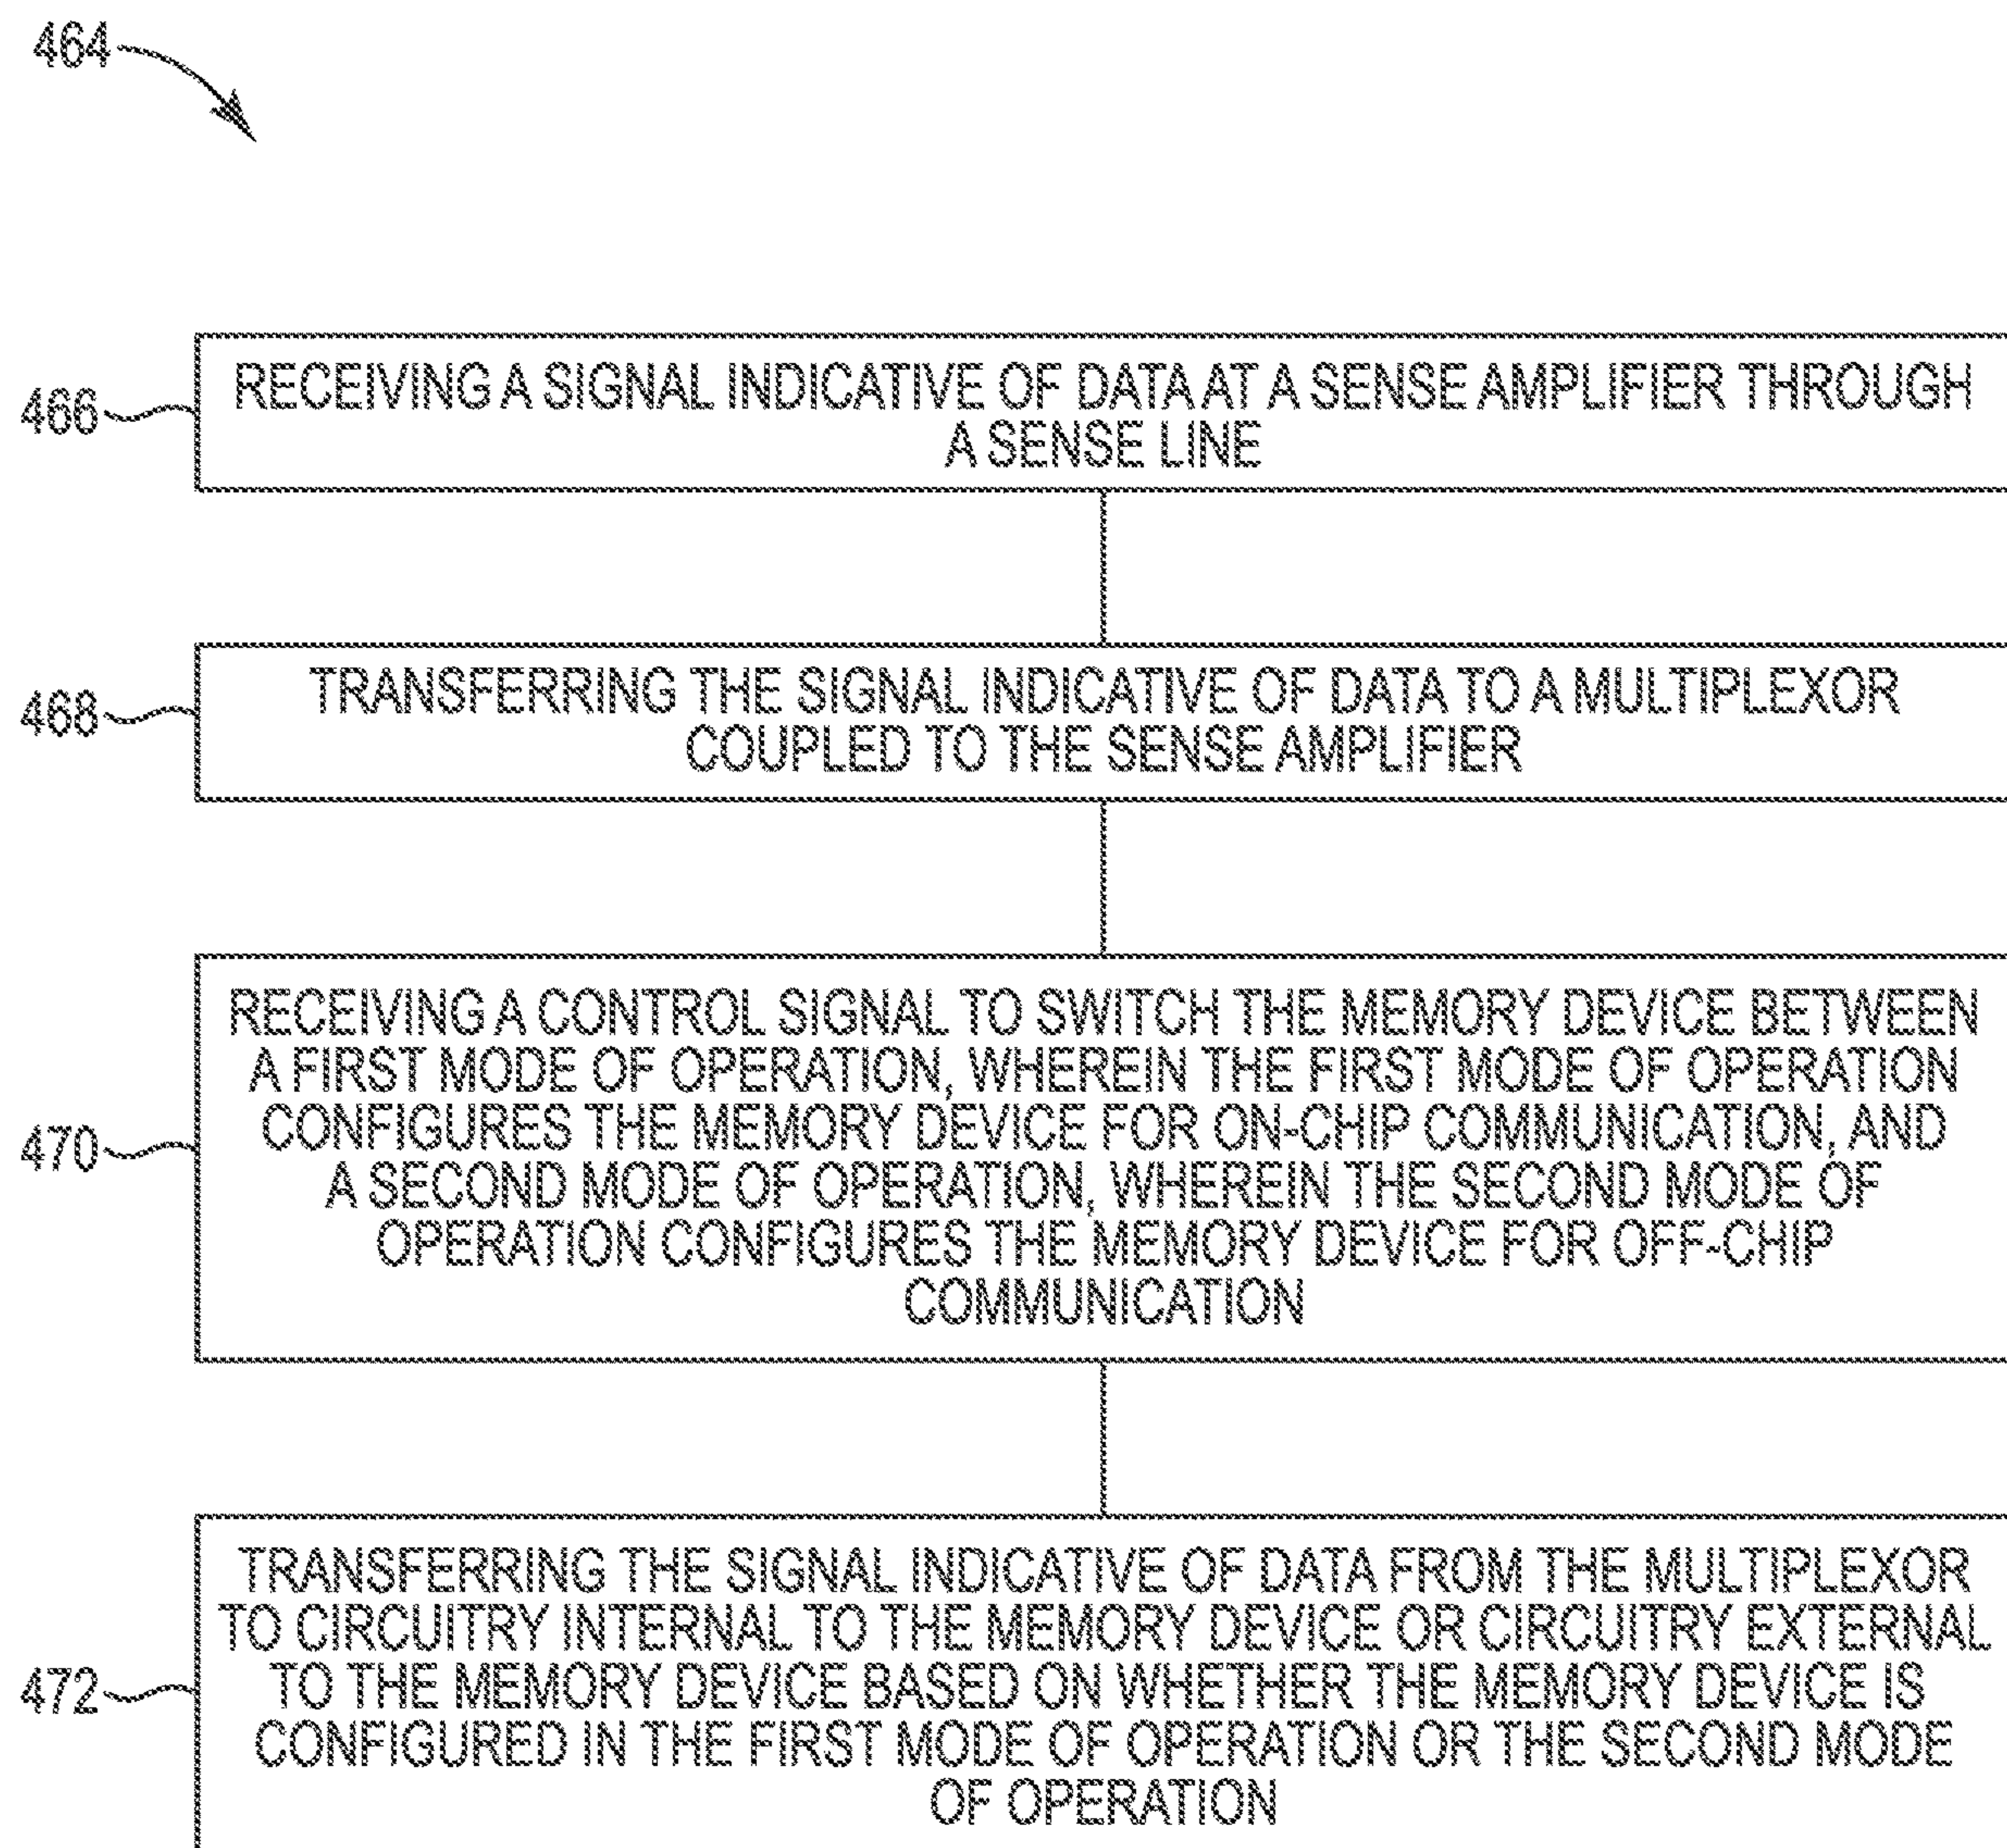 464
466
RECEIVING A SIGNAL INDICATIVE OF DATA AT A SENSE AMPLIFIER THROUGH
A SENSE LINE
468
TRANSFERRING THE SIGNAL INDICATIVE OF DATA TO A MULTIPLEXOR
COUPLED TO THE SENSE AMPLIFIER
470
RECEIVING A CONTROL SIGNAL TO SWITCH THE MEMORY DEVICE BETWEEN
A FIRST MODE OF OPERATION, WHEREIN THE FIRST MODE OF OPERATION
CONFIGURES THE MEMORY DEVICE FOR ON-CHIP COMMUNICATION, AND
A SECOND MODE OF OPERATION, WHEREIN THE SECOND MODE OF
OPERATION CONFIGURES THE MEMORY DEVICE FOR OFF-CHIP
COMMUNICATION
472
TRANSFERRING THE SIGNAL INDICATIVE OF DATA FROM THE MULTIPLEXOR
TO CIRCUITRY INTERNAL TO THE MEMORY DEVICE OR CIRCUITRY EXTERNAL
TO THE MEMORY DEVICE BASED ON WHETHER THE MEMORY DEVICE IS
CONFIGURED IN THE FIRST MODE OF OPERATION OR THE SECOND MODE
OF OPERATION